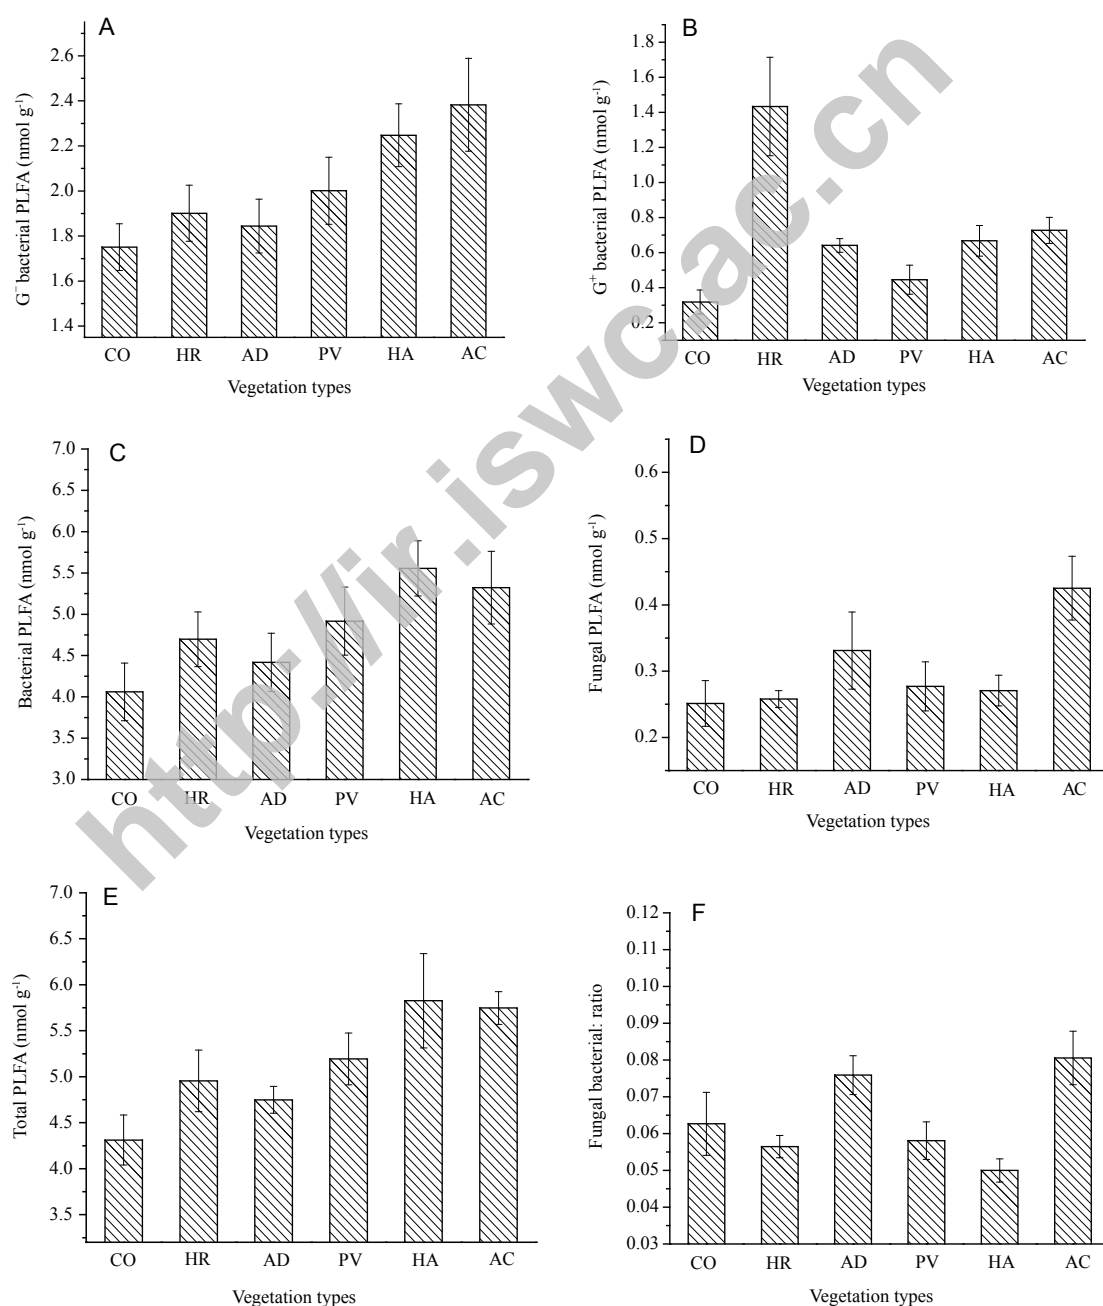 A
G⁻ bacterial PLFA (nmol g⁻¹)
2.6
2.4
2.2
2.0
1.8
1.6
1.4
CO HR AD PV HA AC
Vegetation types
B
G⁺ bacterial PLFA (nmol g⁻¹)
1.8
1.6
1.4
1.2
1.0
0.8
0.6
0.4
0.2
CO HR AD PV HA AC
Vegetation types
C
Bacterial PLFA (nmol g⁻¹)
7.0
6.5
6.0
5.5
5.0
4.5
4.0
3.5
3.0
CO HR AD PV HA AC
Vegetation types
D
Fungal PLFA (nmol g⁻¹)
0.6
0.5
0.4
0.3
0.2
CO HR AD PV HA AC
Vegetation types
E
Total PLFA (nmol g⁻¹)
7.0
6.5
6.0
5.5
5.0
4.5
4.0
3.5
CO HR AD PV HA AC
Vegetation types
F
Fungal bacterial: ratio
0.12
0.11
0.10
0.09
0.08
0.07
0.06
0.05
0.04
0.03
CO HR AD PV HA AC
Vegetation types
http://ir.iswc.ac.cn